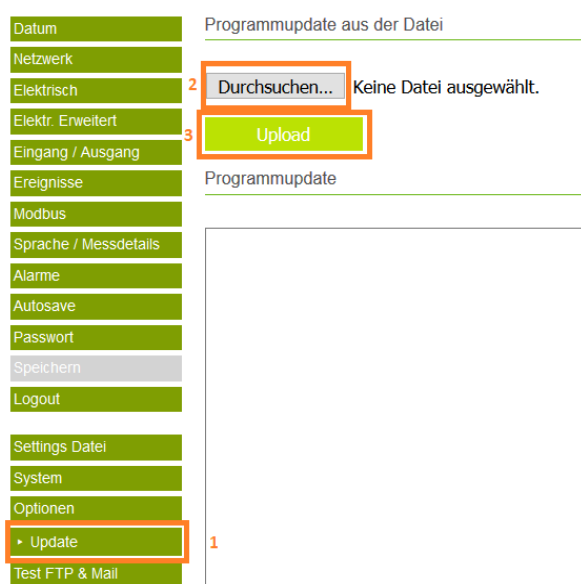 Datum
Netzwerk
Elektrisch
Elektr. Erweitert
Eingang / Ausgang
Ereignisse
Modbus
Sprache / Messdetails
Alarme
Autosave
Passwort
Speichern
Logout
Settings Datei
System
Optionen
▸ Update
1
Test FTP & Mail
Programmupdate aus der Datei
2
Durchsuchen... Keine Datei ausgewählt.
3
Upload
Programmupdate